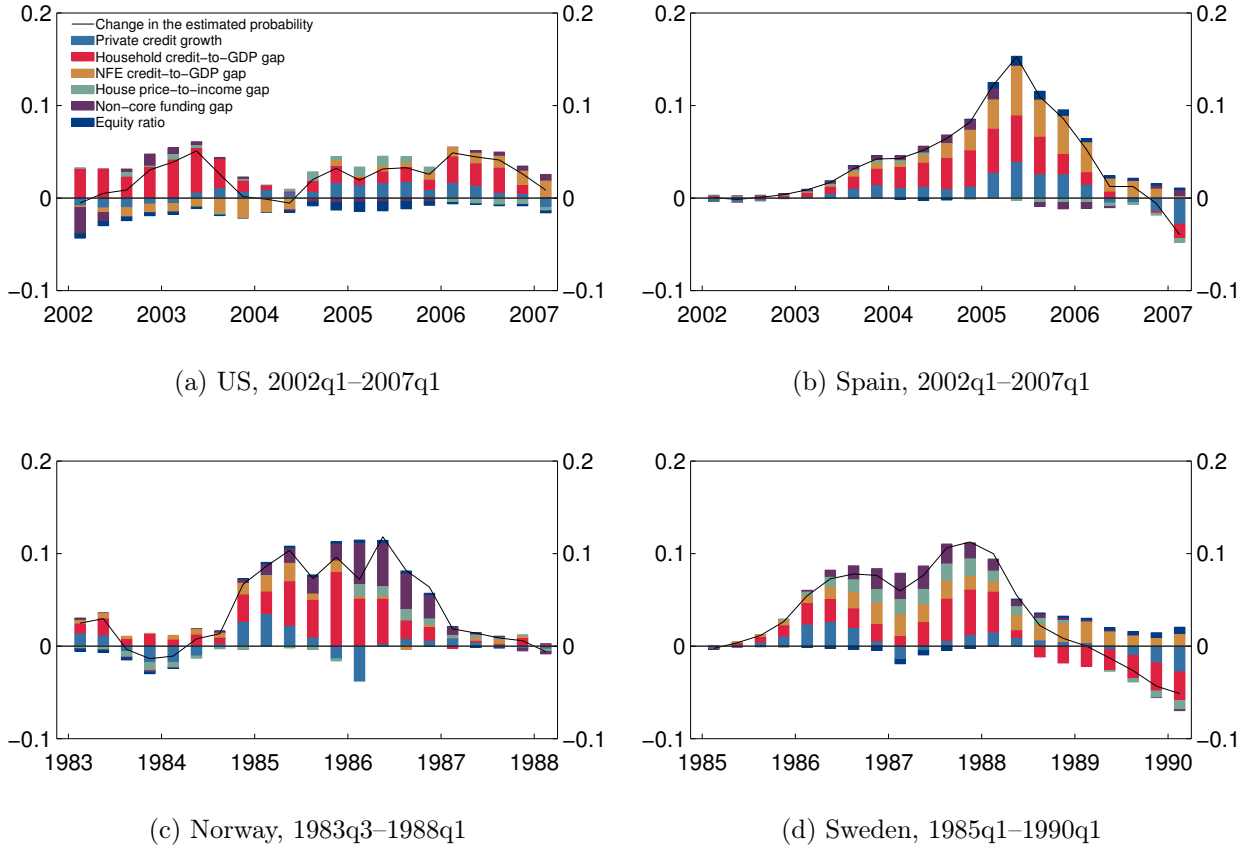 0.2 0.2
Change in the estimated probability
Private credit growth
Household credit−to−GDP gap
NFE credit−to−GDP gap
House price−to−income gap
Non−core funding gap
Equity ratio
0.1 0.1
0 0
−0.1 −0.1
2002 2003 2004 2005 2006 2007
(a) US, 2002q1–2007q1
0.2 0.2
0.1 0.1
0 0
−0.1 −0.1
2002 2003 2004 2005 2006 2007
(b) Spain, 2002q1–2007q1
0.2 0.2
0.1 0.1
0 0
−0.1 −0.1
1983 1984 1985 1986 1987 1988
(c) Norway, 1983q3–1988q1
0.2 0.2
0.1 0.1
0 0
−0.1 −0.1
1985 1986 1987 1988 1989 1990
(d) Sweden, 1985q1–1990q1